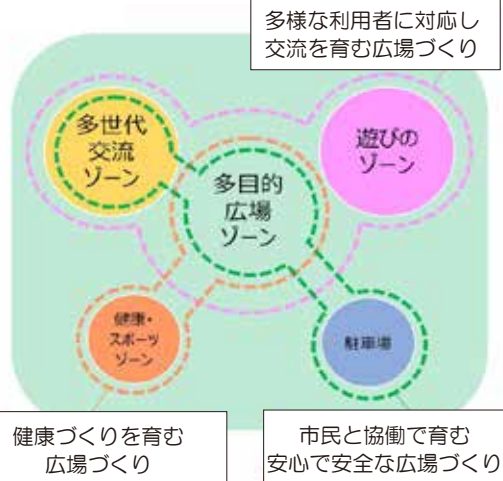 多様な利用者に対応し
交流を育む広場づくり
多世代
交流
ゾーン
遊びの
ゾーン
多目的
広場
ゾーン
健康・
スポーツ
ゾーン
駐車場
健康づくりを育む
広場づくり
市民と協働で育む
安心で安全な広場づくり